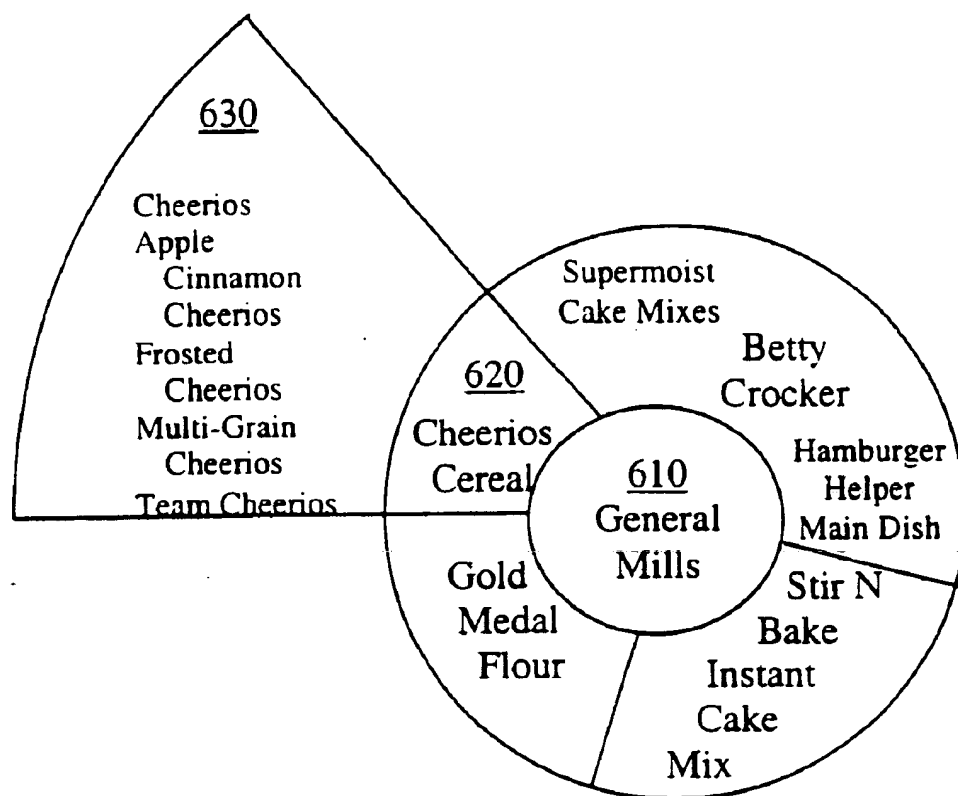 630
Cheerios
Apple
Cinnamon
Cheerios
Frosted
Cheerios
Multi-Grain
Cheerios
Team Cheerios
620
Cheerios
Cereal
Supermoist
Cake Mixes
Betty
Crocker
Hamburger
Helper
Main Dish
610
General
Mills
Gold
Medal
Flour
Stir N
Bake
Instant
Cake
Mix